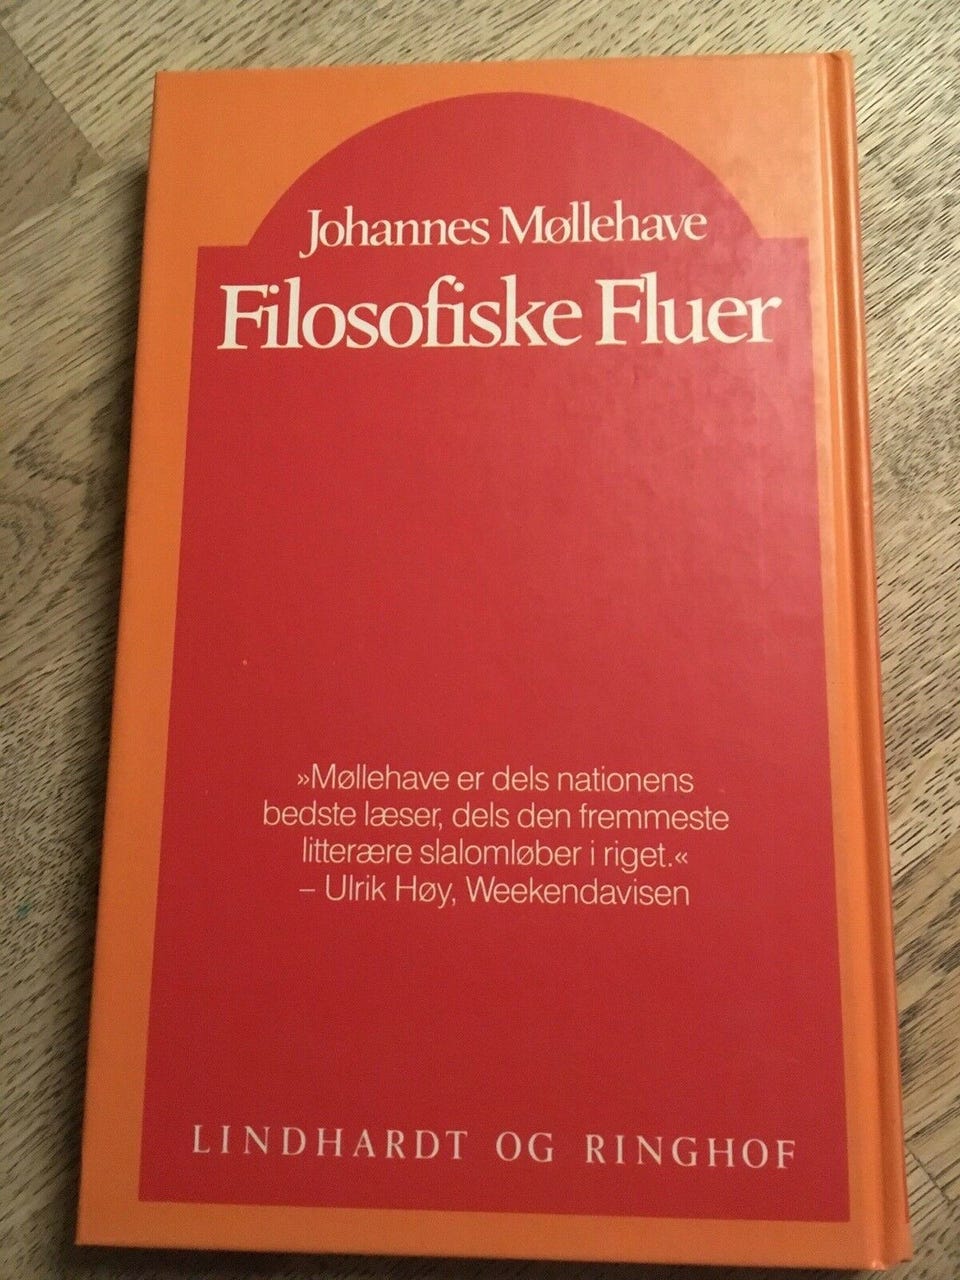 Johannes Møllehave
Filosofiske Fluer
»Møllehave er dels nationens
bedste læser, dels den fremmeste
litterære slalomløber i riget.«
– Ulrik Høy, Weekendavisen
LINDHARDT OG RINGHOF